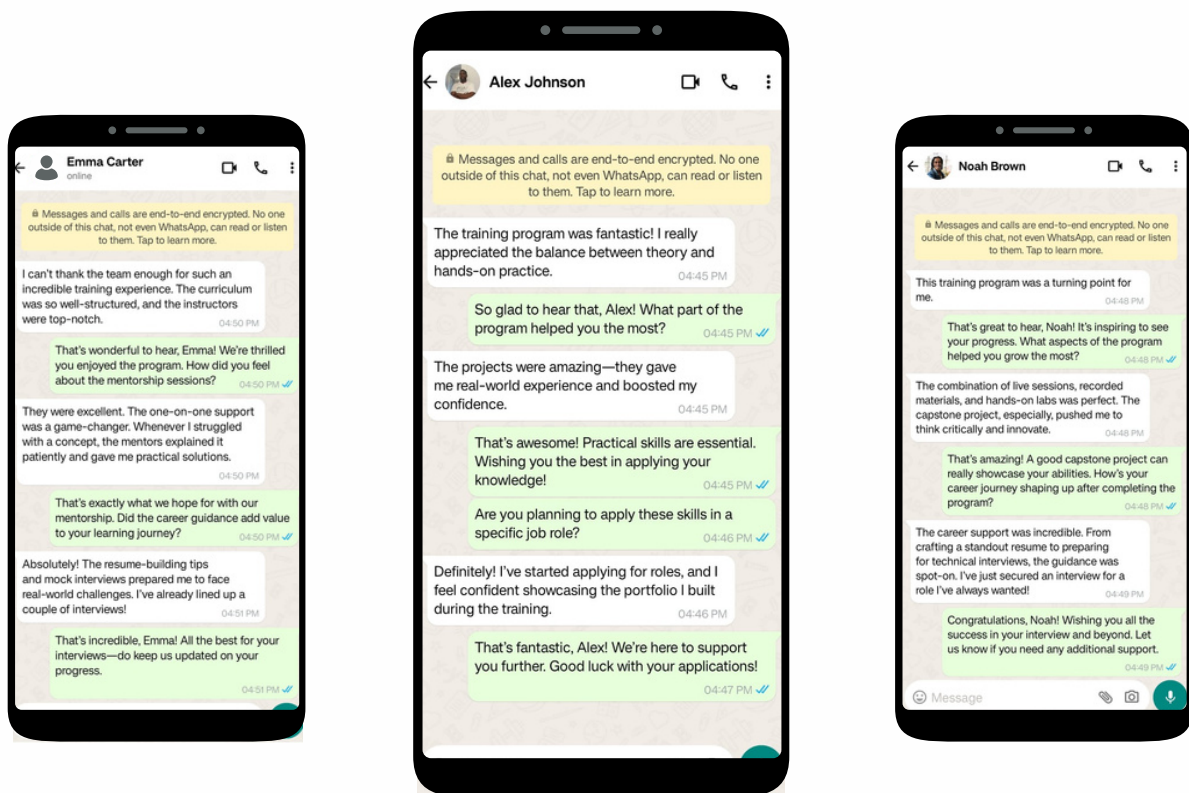 Emma Carter
online
Messages and calls are end-to-end encrypted. No one
outside of this chat, not even WhatsApp, can read or listen
to them. Tap to learn more.
I can't thank the team enough for such an
incredible training experience. The curriculum
was so well-structured, and the instructors
were top-notch.
04:50 PM
That's wonderful to hear, Emma! We're thrilled
you enjoyed the program. How did you feel
about the mentorship sessions?
04:50 PM
They were excellent. The one-on-one support
was a game-changer. Whenever I struggled
with a concept, the mentors explained it
patiently and gave me practical solutions.
04:50 PM
That's exactly what we hope for with our
mentorship. Did the career guidance add value
to your learning journey?
04:50 PM
Absolutely! The resume-building tips
and mock interviews prepared me to face
real-world challenges. I've already lined up a
couple of interviews!
04:51 PM
That's incredible, Emma! All the best for your
interviews—do keep us updated on your
progress.
04:51 PM
Alex Johnson
Messages and calls are end-to-end encrypted. No one
outside of this chat, not even WhatsApp, can read or listen
to them. Tap to learn more.
The training program was fantastic! I really
appreciated the balance between theory and
hands-on practice.
04:45 PM
So glad to hear that, Alex! What part of the
program helped you the most?
04:45 PM
The projects were amazing—they gave
me real-world experience and boosted my
confidence.
04:45 PM
That's awesome! Practical skills are essential.
Wishing you the best in applying your
knowledge!
04:45 PM
Are you planning to apply these skills in a
specific job role?
04:46 PM
Definitely! I've started applying for roles, and I
feel confident showcasing the portfolio I built
during the training.
04:46 PM
That's fantastic, Alex! We're here to support
you further. Good luck with your applications!
04:47 PM
Noah Brown
Messages and calls are end-to-end encrypted. No one
outside of this chat, not even WhatsApp, can read or listen
to them. Tap to learn more.
This training program was a turning point for
me.
04:48 PM
That's great to hear, Noah! It's inspiring to see
your progress. What aspects of the program
helped you grow the most?
04:48 PM
The combination of live sessions, recorded
materials, and hands-on labs was perfect. The
capstone project, especially, pushed me to
think critically and innovate.
04:48 PM
That's amazing! A good capstone project can
really showcase your abilities. How's your
career journey shaping up after completing the
program?
04:48 PM
The career support was incredible. From
crafting a standout resume to preparing
for technical interviews, the guidance was
spot-on. I've just secured an interview for a
role I've always wanted!
04:49 PM
Congratulations, Noah! Wishing you all the
success in your interview and beyond. Let
us know if you need any additional support.
04:49 PM
Message